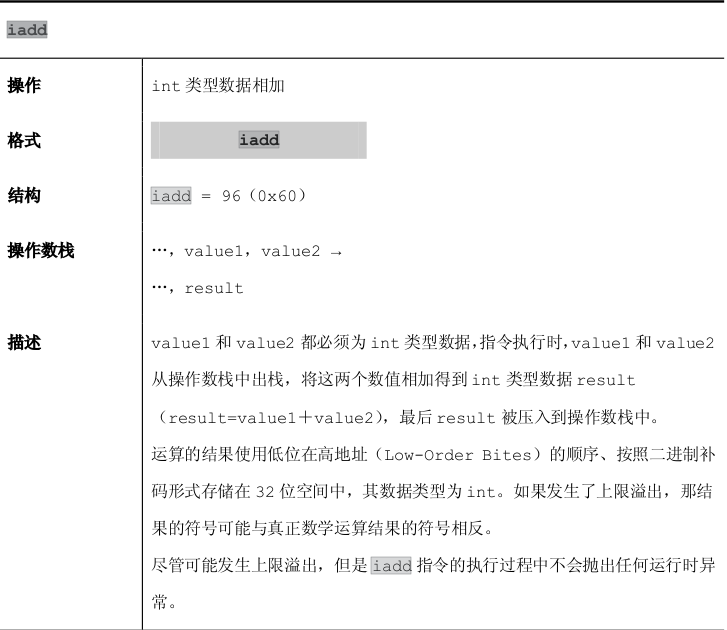 iadd
操作 int 类型数据相加
格式 iadd
结构 iadd = 96（0x60）
操作数栈 …，value1，value2 →
…，result
描述 value1 和 value2 都必须为 int 类型数据，指令执行时，value1 和 value2
从操作数栈中出栈，将这两个数值相加得到 int 类型数据 result
（result=value1＋value2），最后 result 被压入到操作数栈中。
运算的结果使用低位在高地址（Low-Order Bites）的顺序、按照二进制补
码形式存储在 32 位空间中，其数据类型为 int。如果发生了上限溢出，那结
果的符号可能与真正数学运算结果的符号相反。
尽管可能发生上限溢出，但是 iadd 指令的执行过程中不会抛出任何运行时异
常。